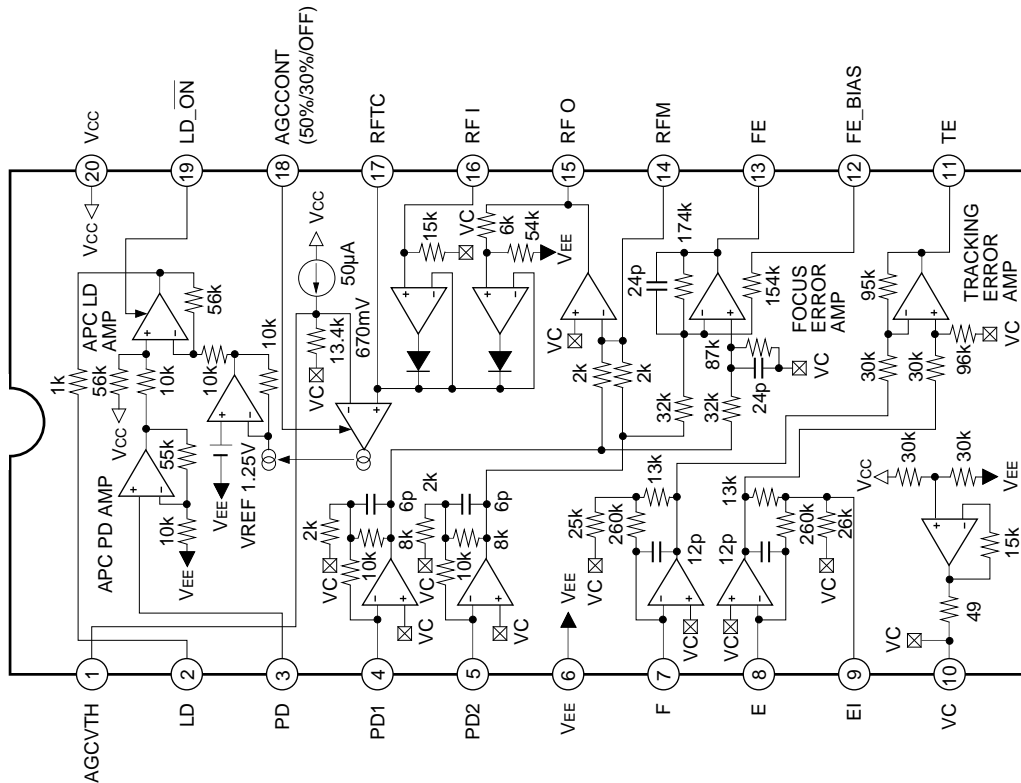 20
VCC
19
LD_ON
18
AGCCONT
(50%/30%/OFF)
17
RFTC
16
RF I
15
RF O
14
RFM
13
FE
12
FE_BIAS
11
TE
VCC
APC LD
AMP
1k
56k
VCC
10k
56k
10k
10k
APC PD AMP
55k
10k
VEE
VEE
VREF 1.25V
VCC
50µA
13.4k
VC
670mV
15k
VC
6k
54k
VEE
VC
2k
2k
24p
174k
154k
FOCUS
ERROR
AMP
87k
24p
VC
32k
32k
2k
VC
10k
8k
6p
VC
2k
VC
10k
8k
6p
VC
VEE
25k
VC
260k
13k
12p
VC
13k
12p
260k
26k
VC
VC
95k
30k
30k
96k
VC
TRACKING
ERROR
AMP
VCC
30k
30k
VEE
15k
49
VC
1
AGCVTH
2
LD
3
PD
4
PD1
5
PD2
6
VEE
7
F
8
E
9
EI
10
VC